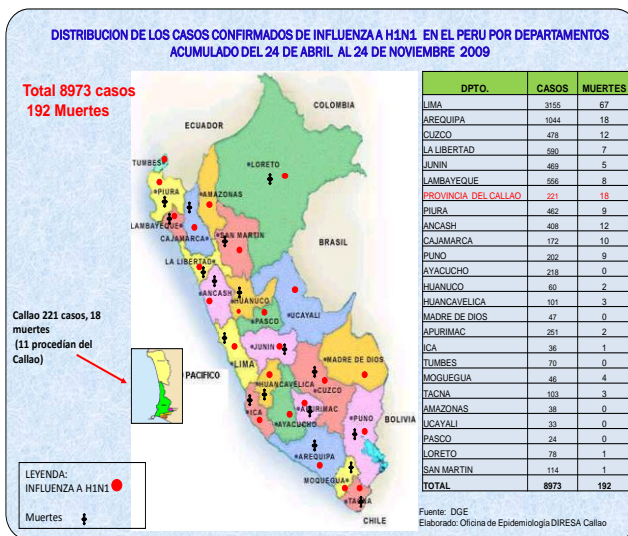 DISTRIBUCION DE LOS CASOS CONFIRMADOS DE INFLUENZA A H1N1 EN EL PERU POR DEPARTAMENTOS
ACUMULADO DEL 24 DE ABRIL AL 24 DE NOVIEMBRE 2009
Total 8973 casos
192 Muertes
COLOMBIA
ECUADOR
TUMBES
LORETO
PIURA
AMAZONAS
LAMBAYEQUE
CAJAMARCA
SAN MARTIN
BRASIL
LA LIBERTAD
ANCASH
HUANUCO
UCAYALI
PASCO
JUNIN
LIMA
MADRE DE DIOS
PACIFICO
HUANCAVELICA
CUZCO
ICA
APURIMAC
AYACUCHO
PUNO
BOLIVIA
AREQUIPA
MOQUEGUA
TACNA
CHILE
Callao 221 casos, 18
muertes
(11 procedían del
Callao)
LEYENDA:
INFLUENZA A H1N1
Muertes
DPTO. CASOS MUERTES
LIMA 3155 67
AREQUIPA 1044 18
CUZCO 478 12
LA LIBERTAD 590 7
JUNIN 469 5
LAMBAYEQUE 556 8
PROVINCIA DEL CALLAO 221 18
PIURA 462 9
ANCASH 408 12
CAJAMARCA 172 10
PUNO 202 9
AYACUCHO 218 0
HUANUCO 60 2
HUANCAVELICA 101 3
MADRE DE DIOS 47 0
APURIMAC 251 2
ICA 36 1
TUMBES 70 0
MOGUEGUA 46 4
TACNA 103 3
AMAZONAS 38 0
UCAYALI 33 0
PASCO 24 0
LORETO 78 1
SAN MARTIN 114 1
TOTAL 8973 192
Fuente: DGE
Elaborado: Oficina de Epidemiología DIRESA Callao